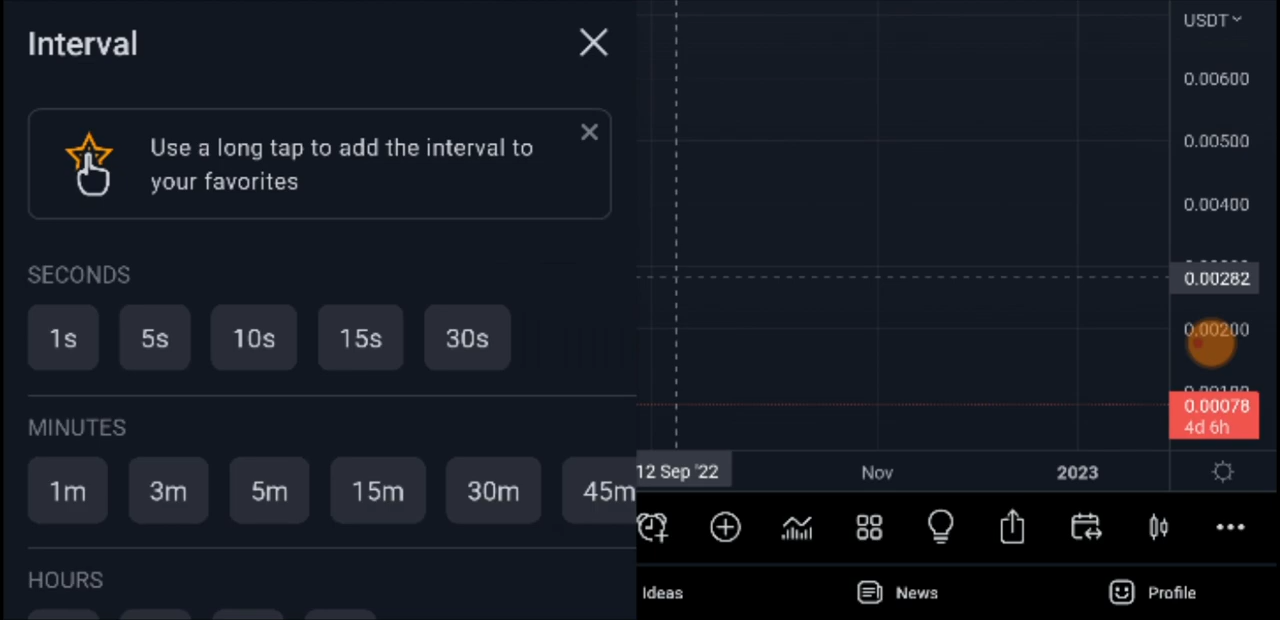 Interval
Use a long tap to add the interval to
your favorites
SECONDS
1s 5s 10s 15s 30s
MINUTES
1m 3m 5m 15m 30m 45m
HOURS
USDT
0.00600
0.00500
0.00400
0.00282
0.00200
0.00078
4d 6h
12 Sep '22 Nov 2023
Ideas News Profile